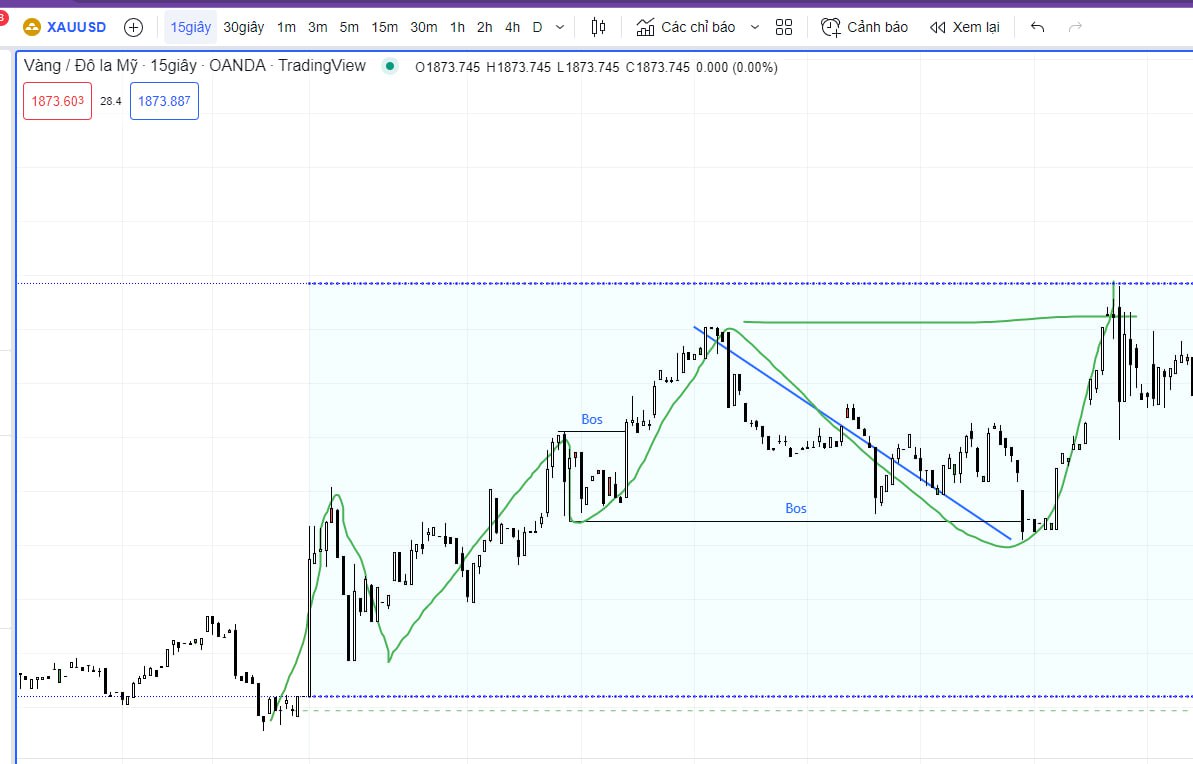 3
XAUUSD 15giây 30giây 1m 3m 5m 15m 30m 1h 2h 4h D Các chỉ báo Cảnh báo Xem lại
Vàng / Đô la Mỹ · 15giây · OANDA · TradingView O1873.745 H1873.745 L1873.745 C1873.745 0.000 (0.00%)
1873.603 28.4 1873.887
Bos
Bos